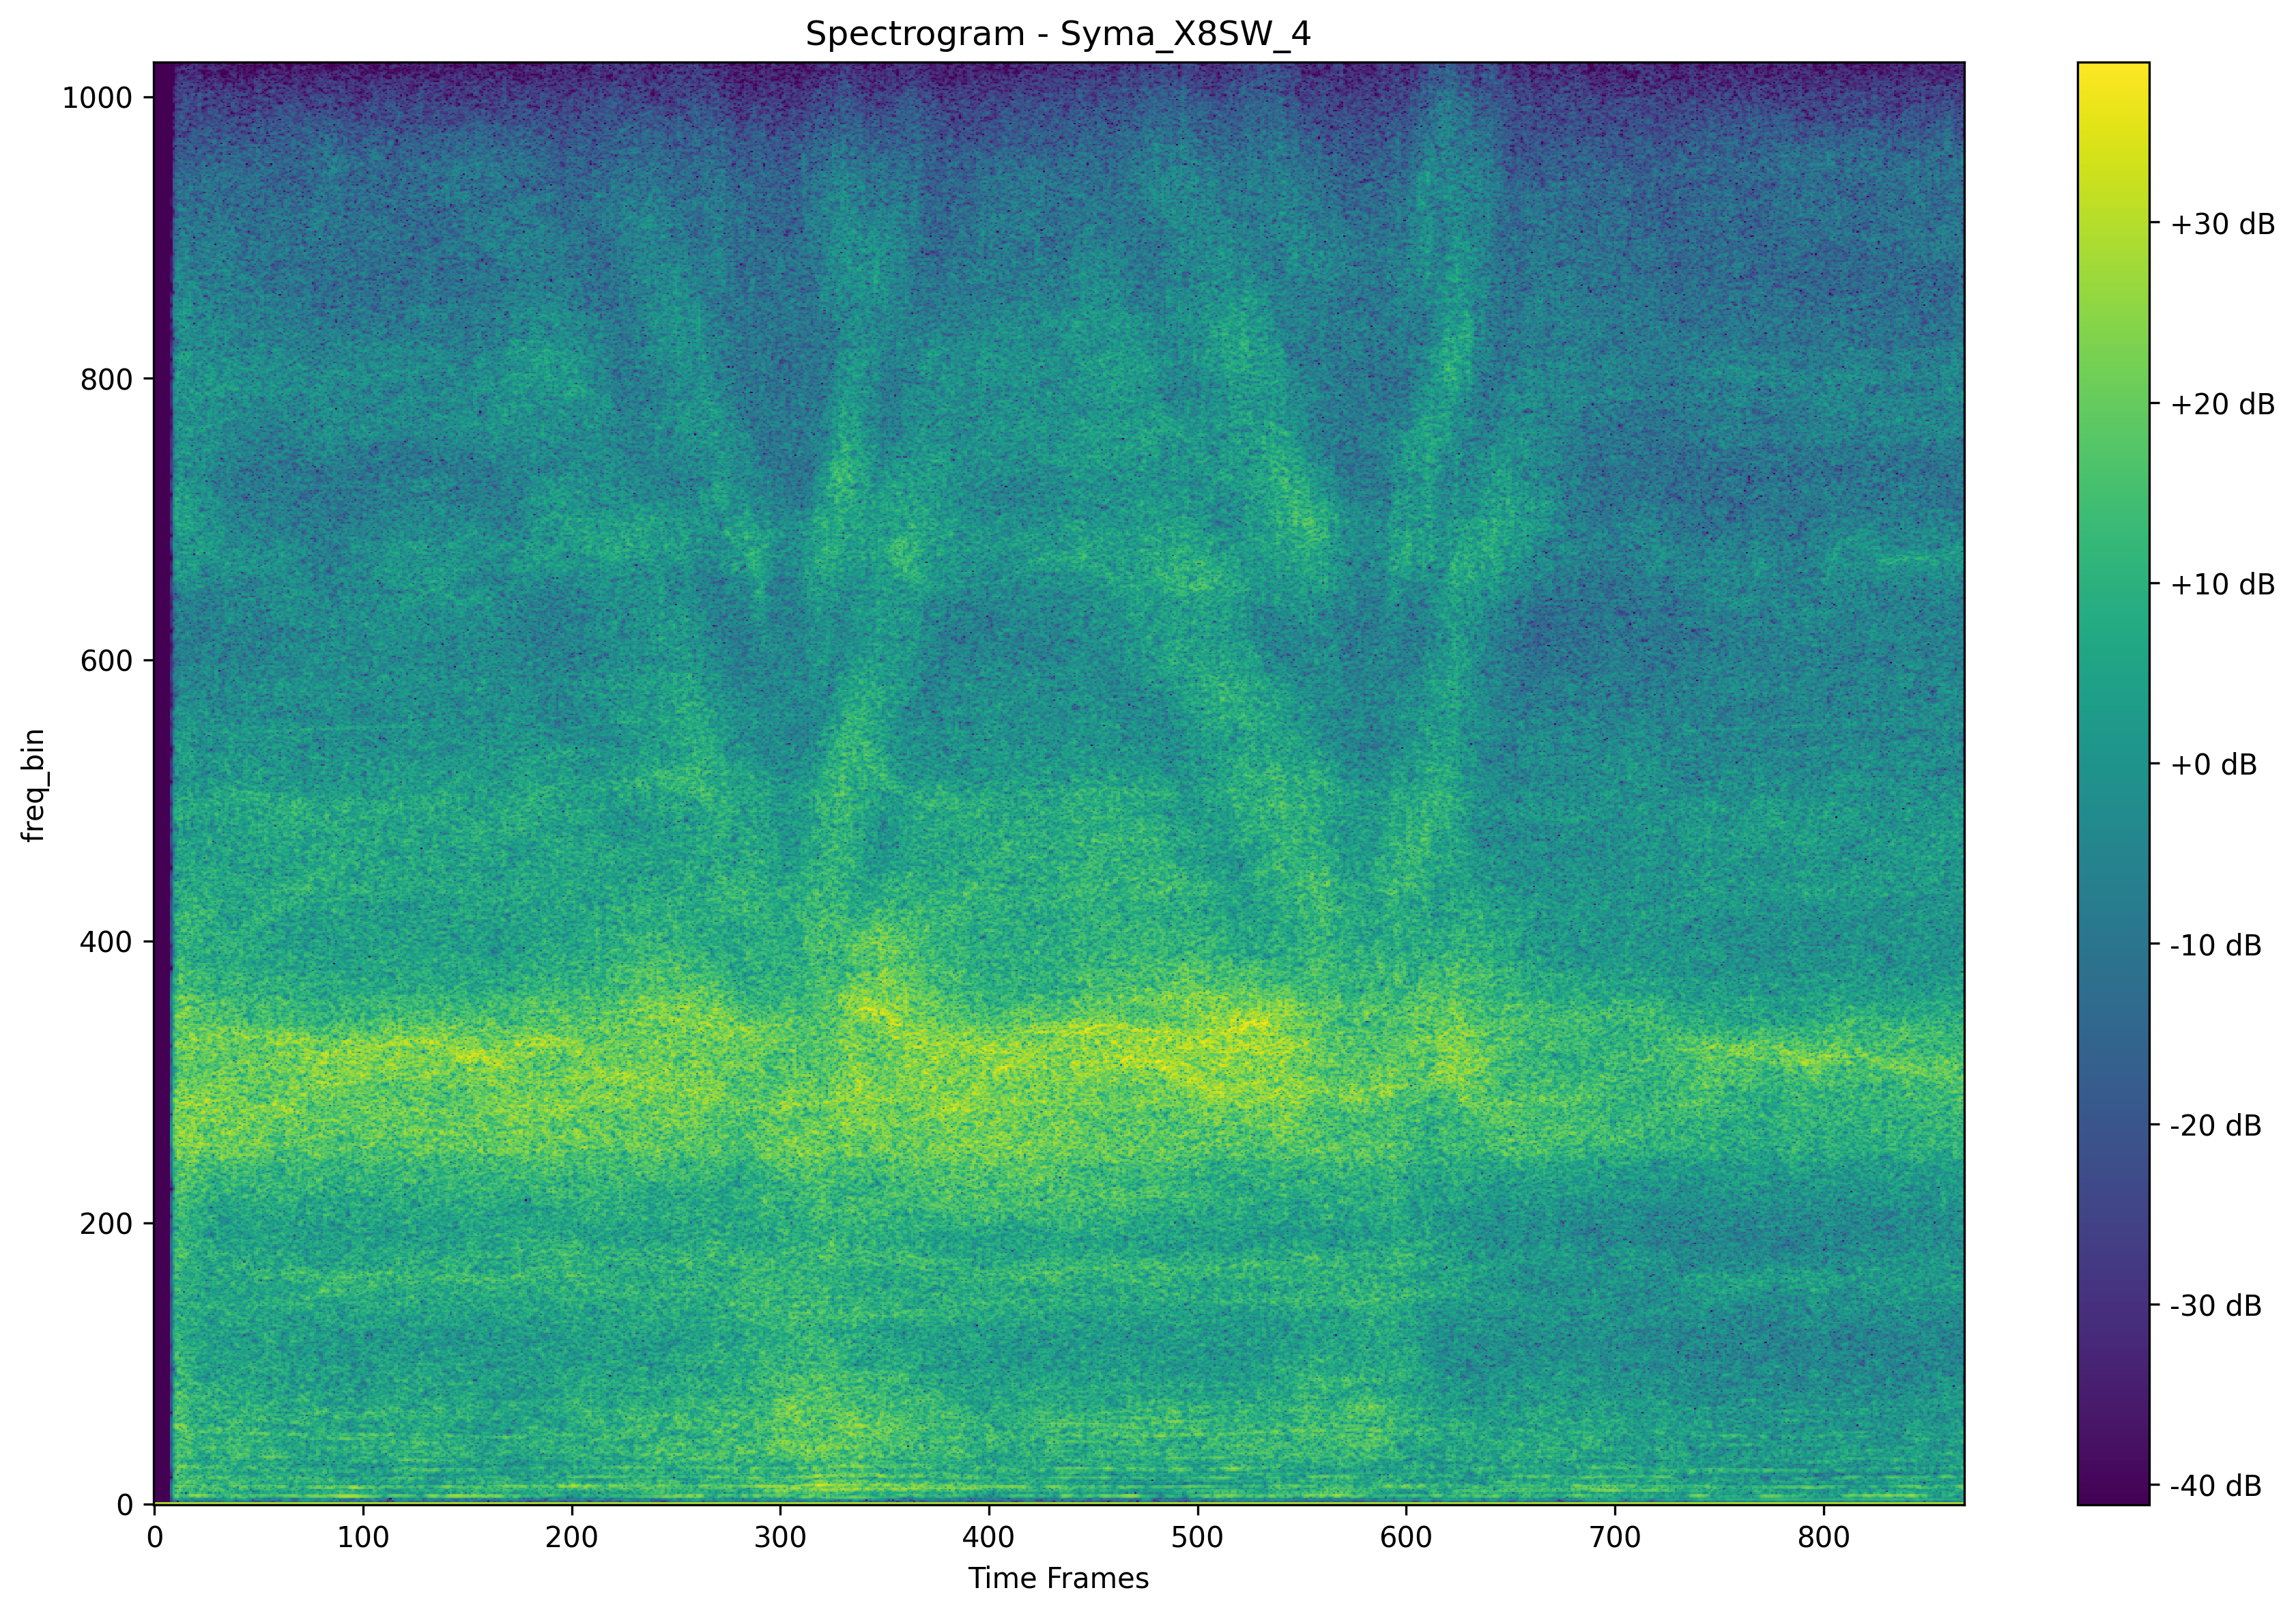 Spectrogram - Syma_X8SW_4
freq_bin
1000
800
600
400
200
0
0 100 200 300 400 500 600 700 800
Time Frames
+30 dB
+20 dB
+10 dB
+0 dB
-10 dB
-20 dB
-30 dB
-40 dB